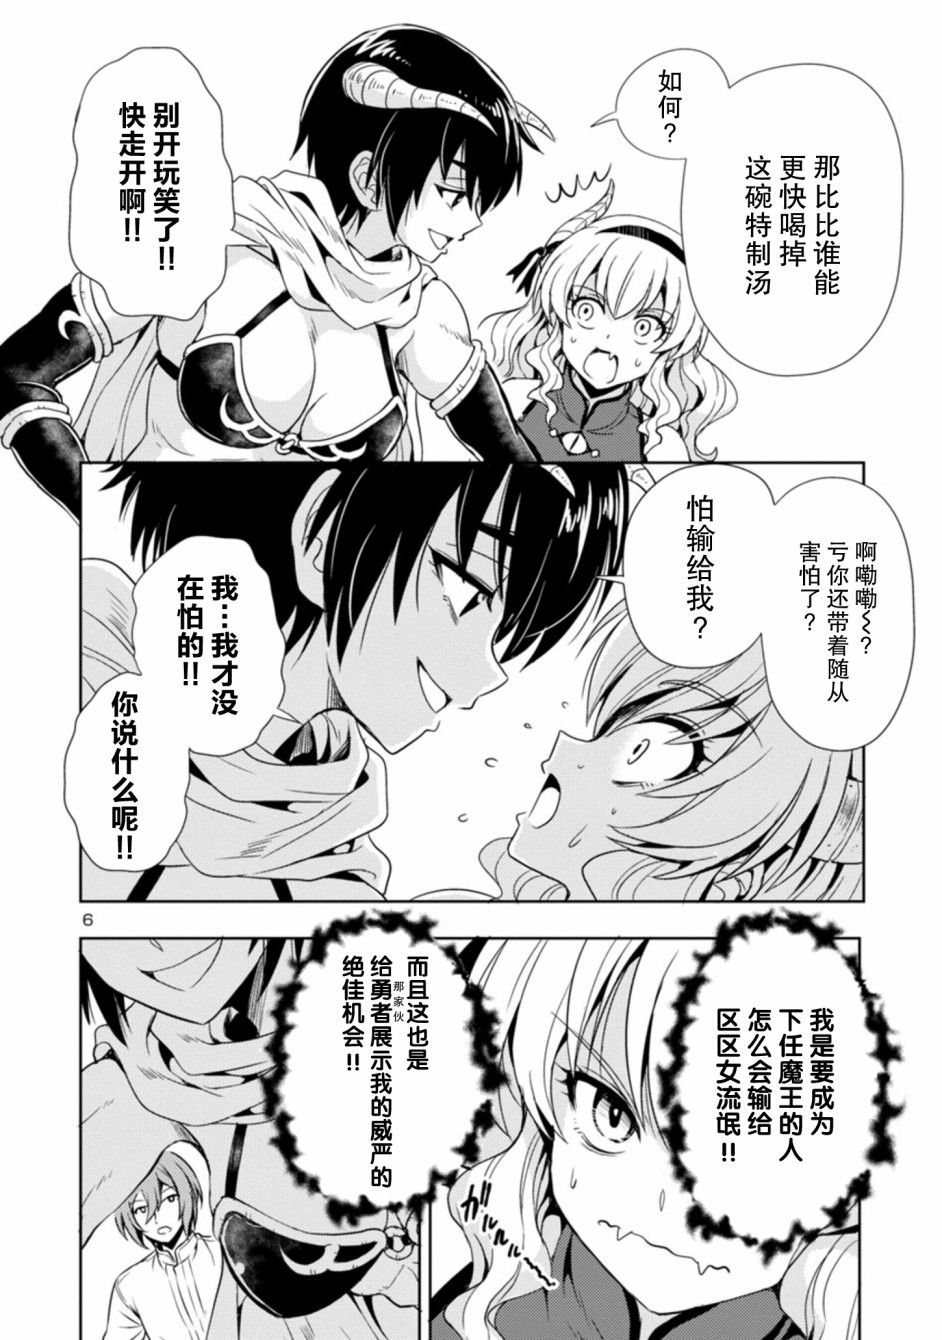 如何？
那比比谁能
更快喝掉
这碗特制汤
别开玩笑了!!
快走开啊!!
啊嘞嘞～？
亏你还带着随从
害怕了？
怕输给我？
我…我才没
在怕的!!
你说什么呢!!
6
我是要成为
下任魔王的人
怎么会输给
区区女流氓!!
而且这也是
那家伙
给勇者展示我的威严的
绝佳机会!!
ガルルルル